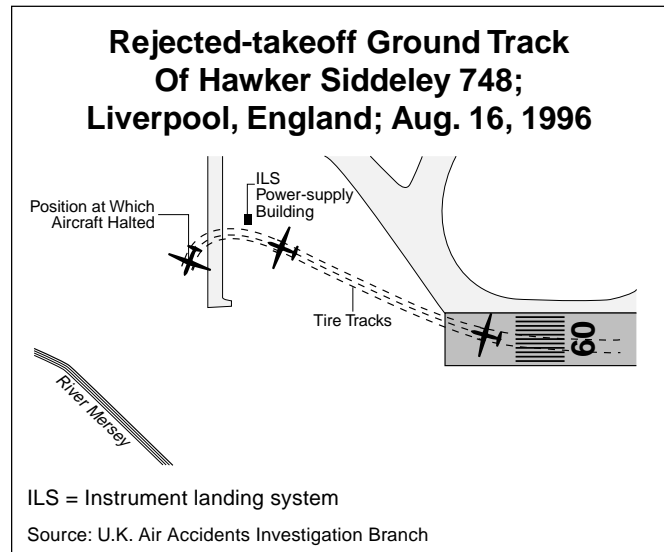 Rejected-takeoff Ground Track
Of Hawker Siddeley 748;
Liverpool, England; Aug. 16, 1996
ILS
Power-supply
Building
Position at Which
Aircraft Halted
Tire Tracks
09
River Mersey
ILS = Instrument landing system
Source: U.K. Air Accidents Investigation Branch